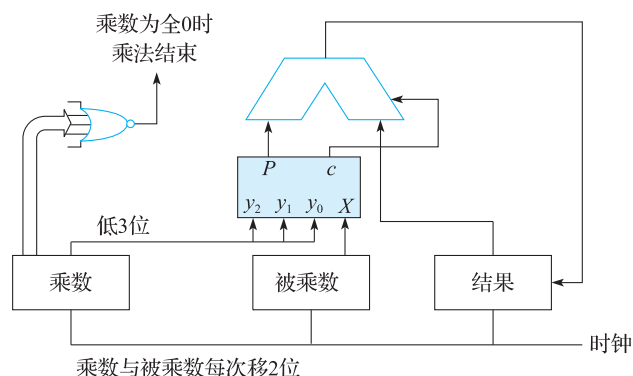 乘数为全0时
乘法结束
P c
y₂ y₁ y₀ X
低3位
乘数
被乘数
结果
时钟
乘数与被乘数每次移2位